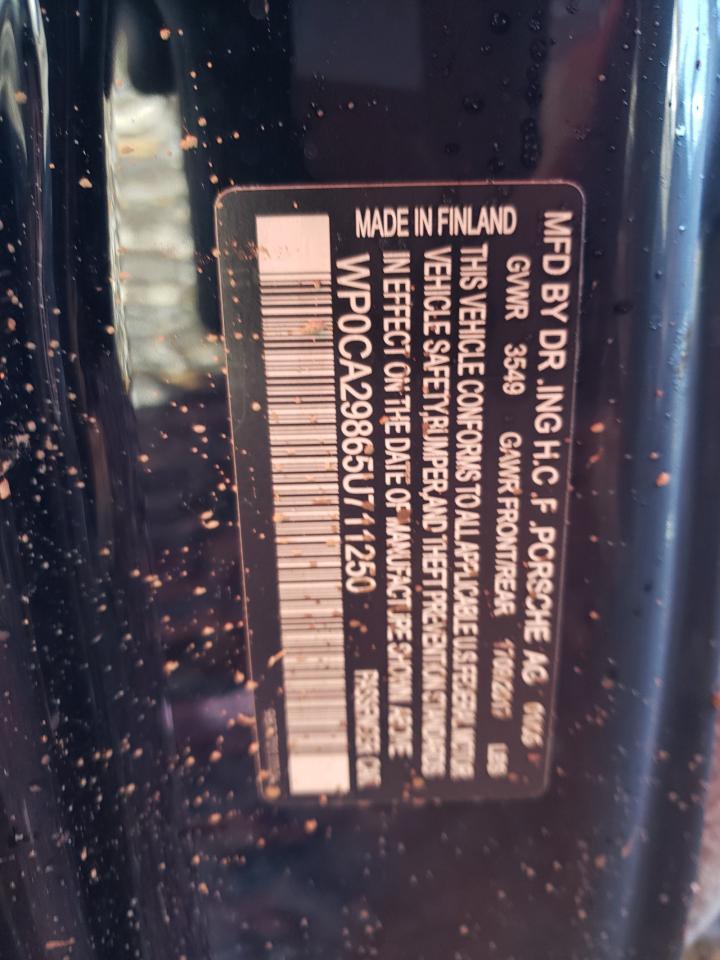 MFD BY DR .ING H.C .F .PORSCHE AG 01/05
GVWR 3549 GAWR FRONT/REAR LBS
THIS VEHICLE CONFORMS TO ALL APPLICABLE U.S FEDERAL MOTOR
VEHICLE SAFETY,BUMPER,AND THEFT PREVENTION STANDARDS
IN EFFECT ON THE DATE OF MANUFACTURE SHOWN ABOVE
WP0CA29865U711250 PASSENGER CAR
MADE IN FINLAND